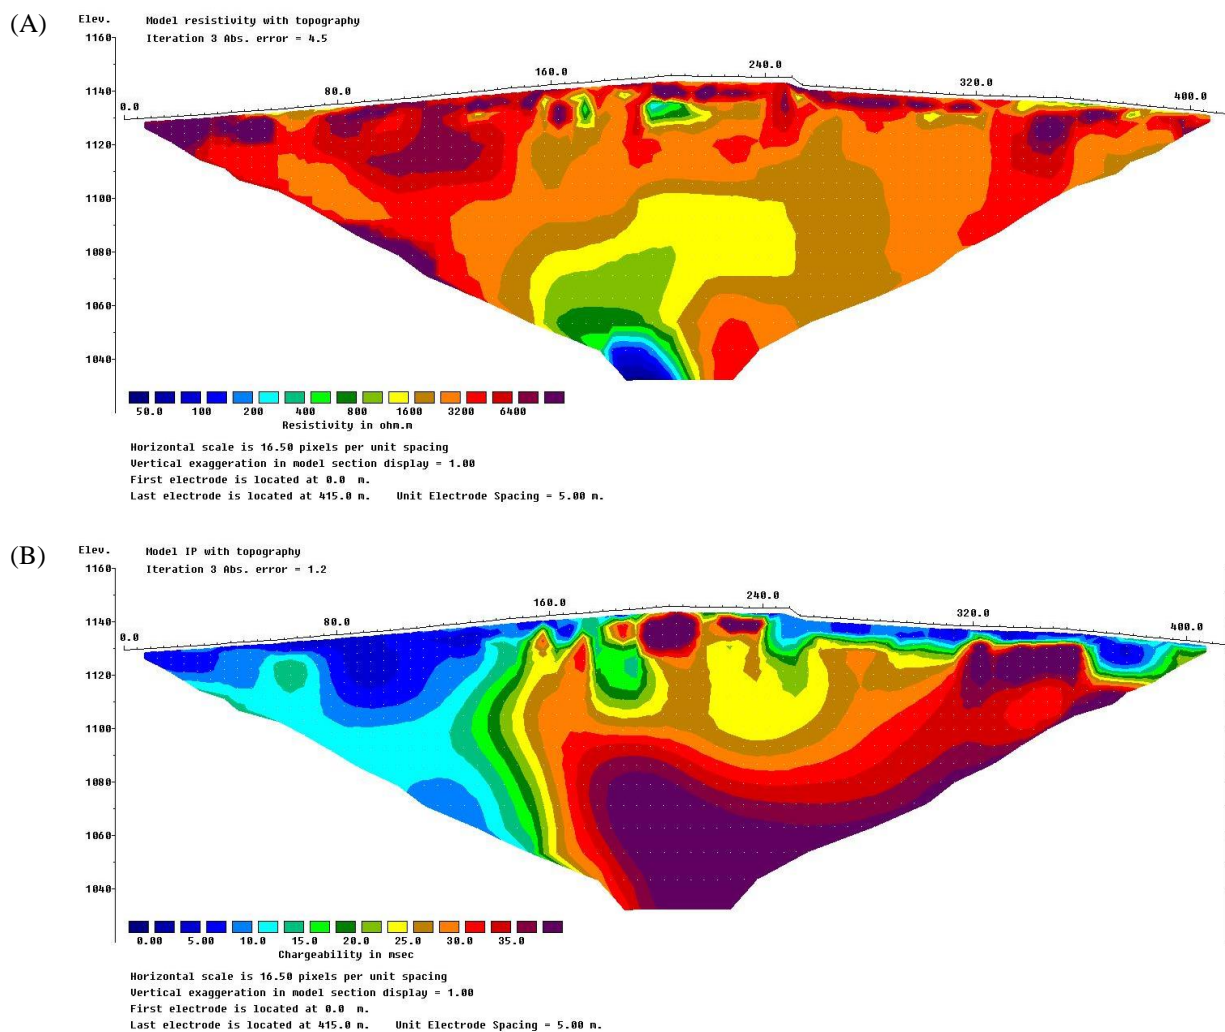 (A)
Elev.
Model resistivity with topography
1160
Iteration 3 Abs. error = 4.5
240.0
160.0
320.0
80.0
1140
400.0
0.0
1120
1100
1080
1060
1040
50.0 100 200 400 800 1600 3200 6400
Resistivity in ohm.m
Horizontal scale is 16.50 pixels per unit spacing
Vertical exaggeration in model section display = 1.00
First electrode is located at 0.0 m.
Last electrode is located at 415.0 m. Unit Electrode Spacing = 5.00 m.
(B)
Elev.
Model IP with topography
1160
Iteration 3 Abs. error = 1.2
240.0
160.0
320.0
80.0
1140
400.0
0.0
1120
1100
1080
1060
1040
0.00 5.00 10.0 15.0 20.0 25.0 30.0 35.0
Chargeability in msec
Horizontal scale is 16.50 pixels per unit spacing
Vertical exaggeration in model section display = 1.00
First electrode is located at 0.0 m.
Last electrode is located at 415.0 m. Unit Electrode Spacing = 5.00 m.